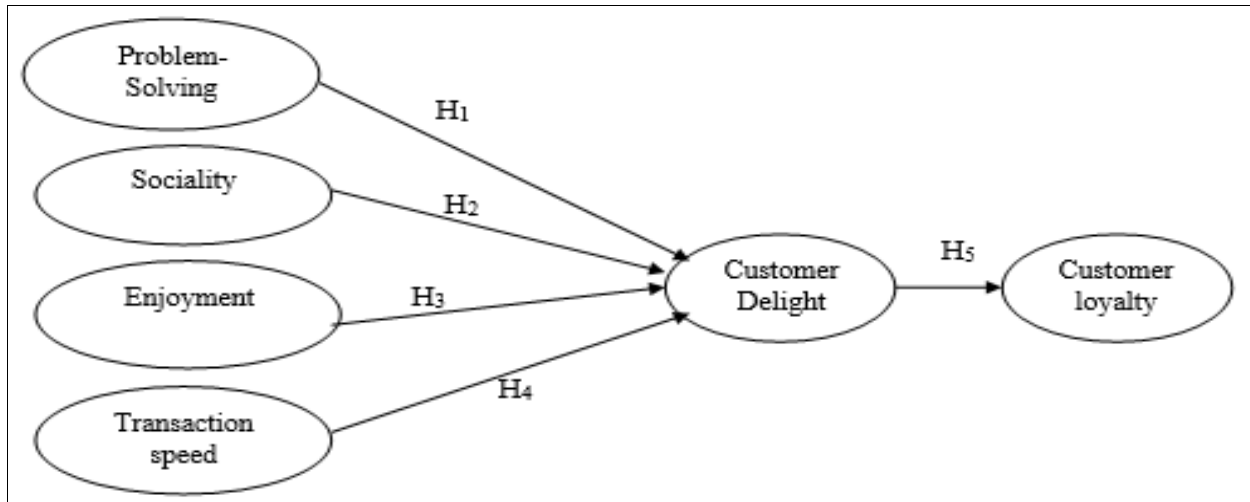 Problem-
Solving
H1
Sociality
H2
Enjoyment
H3
Transaction
speed
H4
Customer
Delight
H5
Customer
loyalty